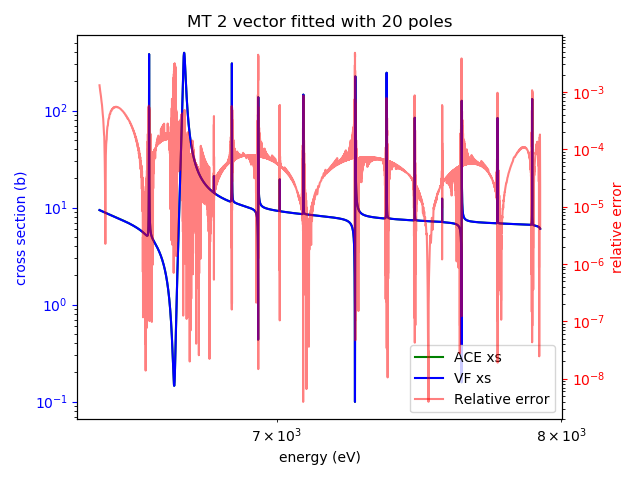 MT 2 vector fitted with 20 poles
cross section (b)
10²
10¹
10⁰
10⁻¹
10⁻³
10⁻⁴
10⁻⁵
10⁻⁶
10⁻⁷
10⁻⁸
relative error
ACE xs
VF xs
Relative error
7 × 10³
8 × 10³
energy (eV)